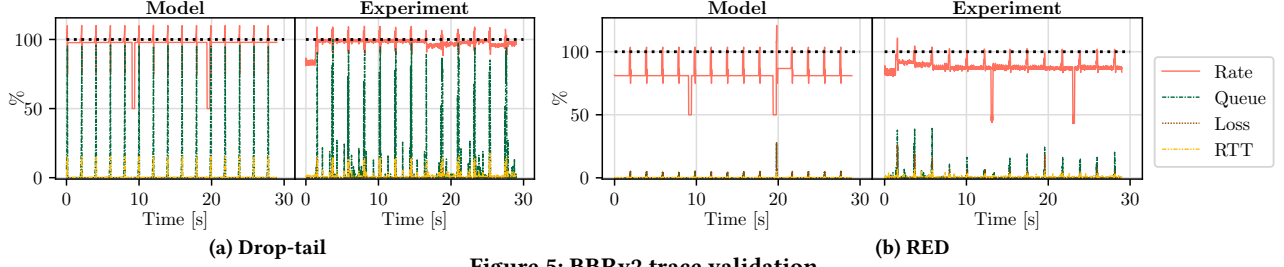 Model Experiment Model Experiment
100
50
0
%
0 10 20 30 0 10 20 30
Time [s] Time [s]
(a) Drop-tail
100
50
0
%
0 10 20 30 0 10 20 30
Time [s] Time [s]
(b) RED
Rate
Queue
Loss
RTT
Figure 5: BBRv2 trace validation